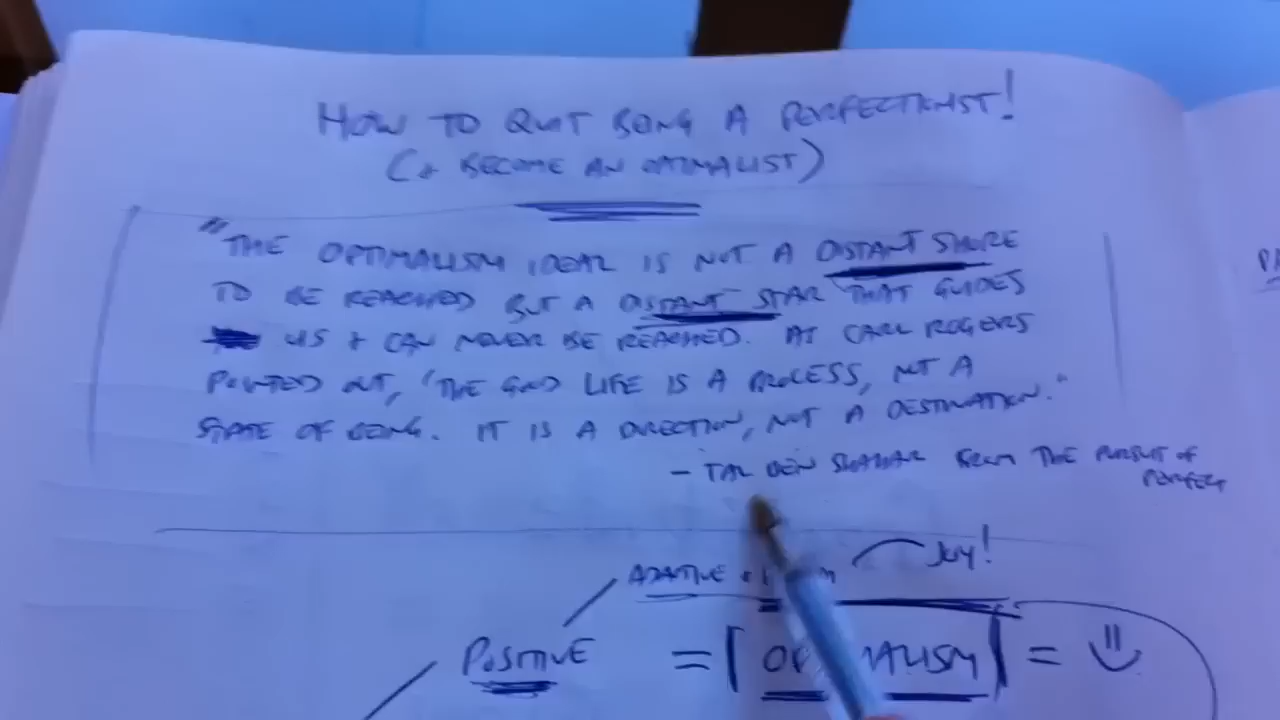 HOW TO QUIT BEING A PERFECTIONIST!
(& BECOME AN OPTIMALIST)
"THE OPTIMALISM IDEAL IS NOT A DISTANT SHORE
TO BE REACHED BUT A DISTANT STAR THAT GUIDES
US & CAN NEVER BE REACHED. AS CARL ROGERS
POINTED OUT, 'THE GOOD LIFE IS A PROCESS, NOT A
STATE OF BEING. IT IS A DIRECTION, NOT A DESTINATION."
- TAL BEN SHAHAR FROM THE PURSUIT OF
PERFECT
ADAPTIVE JOY!
POSITIVE = OPTIMALISM =